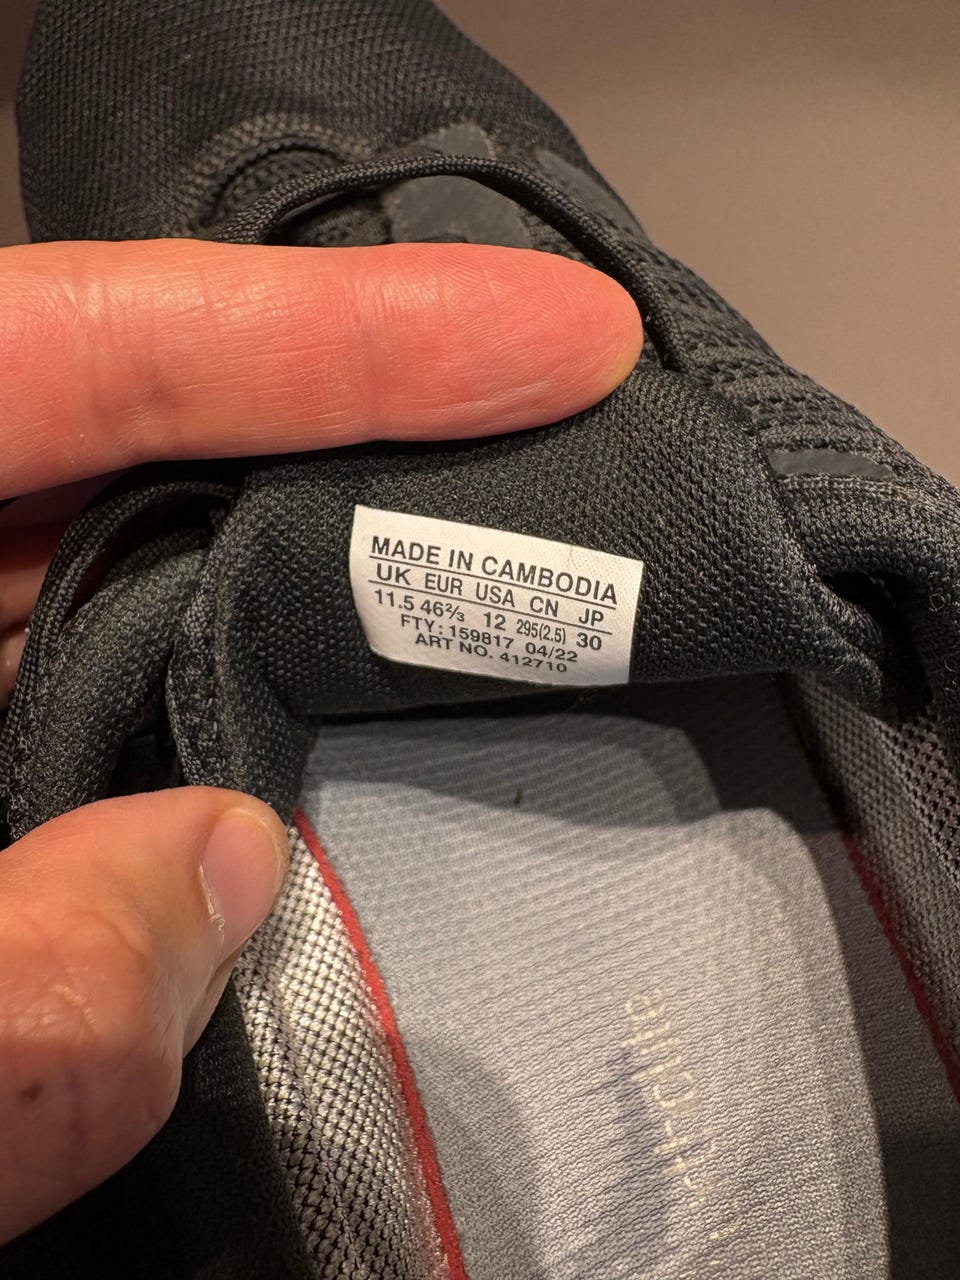 MADE IN CAMBODIA
UK EUR USA CN JP
11.5 46⅔ 12 295(2.5) 30
FTY: 159817 04/22
ART NO. 412710